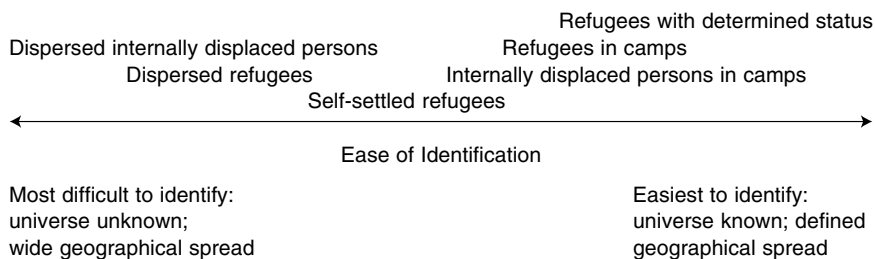 Refugees with determined status
Dispersed internally displaced persons
Refugees in camps
Dispersed refugees
Internally displaced persons in camps
Self-settled refugees
Ease of Identification
Most difficult to identify:
universe unknown;
wide geographical spread
Easiest to identify:
universe known; defined
geographical spread